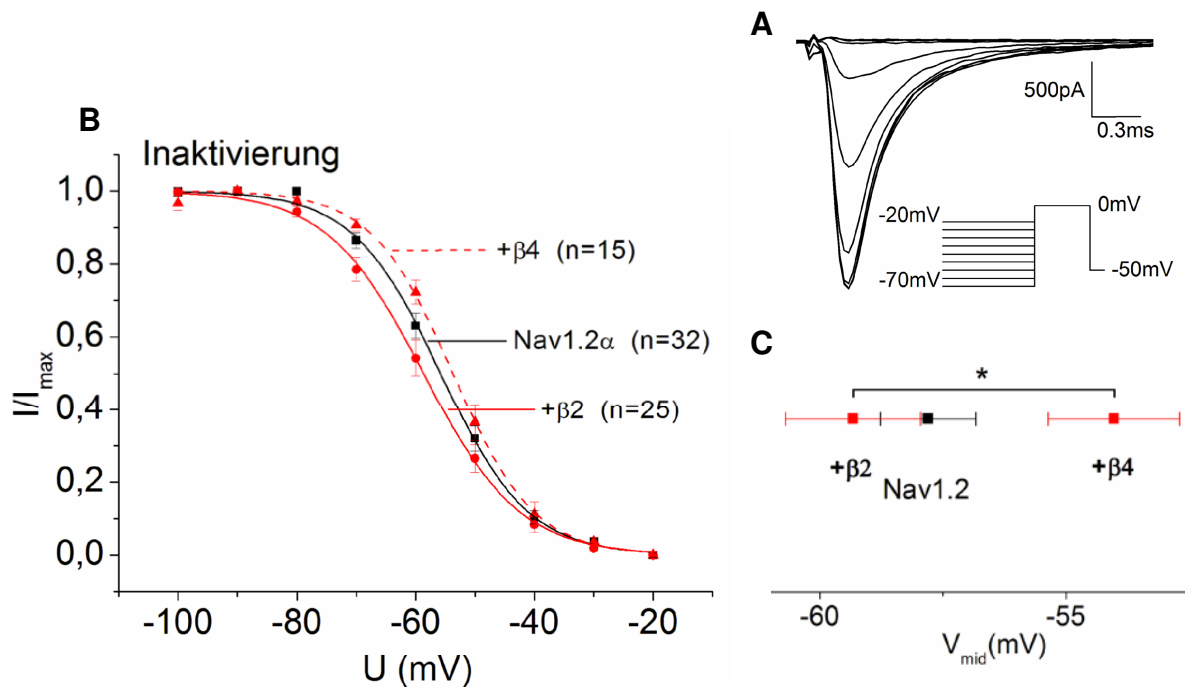 A
500pA
0.3ms
-20mV
0mV
-70mV
-50mV
B
Inaktivierung
1,0
0,8
0,6
0,4
0,2
0,0
I/Imax
+β4 (n=15)
Nav1.2α (n=32)
+β2 (n=25)
-100
-80
-60
-40
-20
U (mV)
C
*
+β2
Nav1.2
+β4
-60
-55
Vmid(mV)